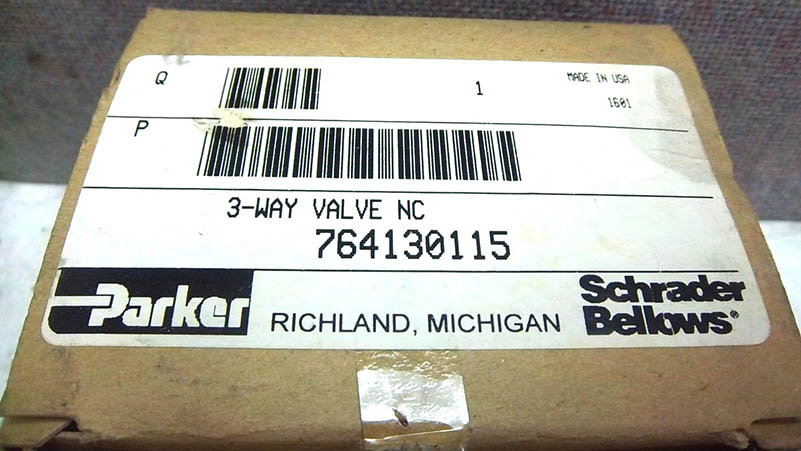 Q 1 MADE IN USA
1601
P
3-WAY VALVE NC
764130115
Parker RICHLAND, MICHIGAN Schrader
Bellows®